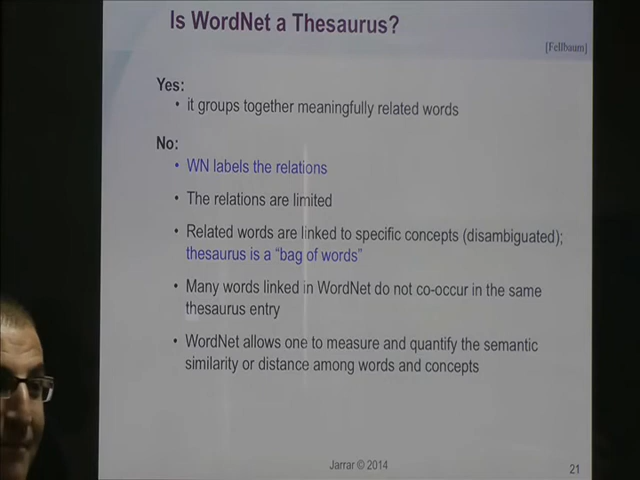 Is WordNet a Thesaurus?
[Fellbaum]
Yes:
• it groups together meaningfully related words
No:
• WN labels the relations
• The relations are limited
• Related words are linked to specific concepts (disambiguated);
thesaurus is a “bag of words”
• Many words linked in WordNet do not co-occur in the same
thesaurus entry
• WordNet allows one to measure and quantify the semantic
similarity or distance among words and concepts
Jarrar © 2014
21